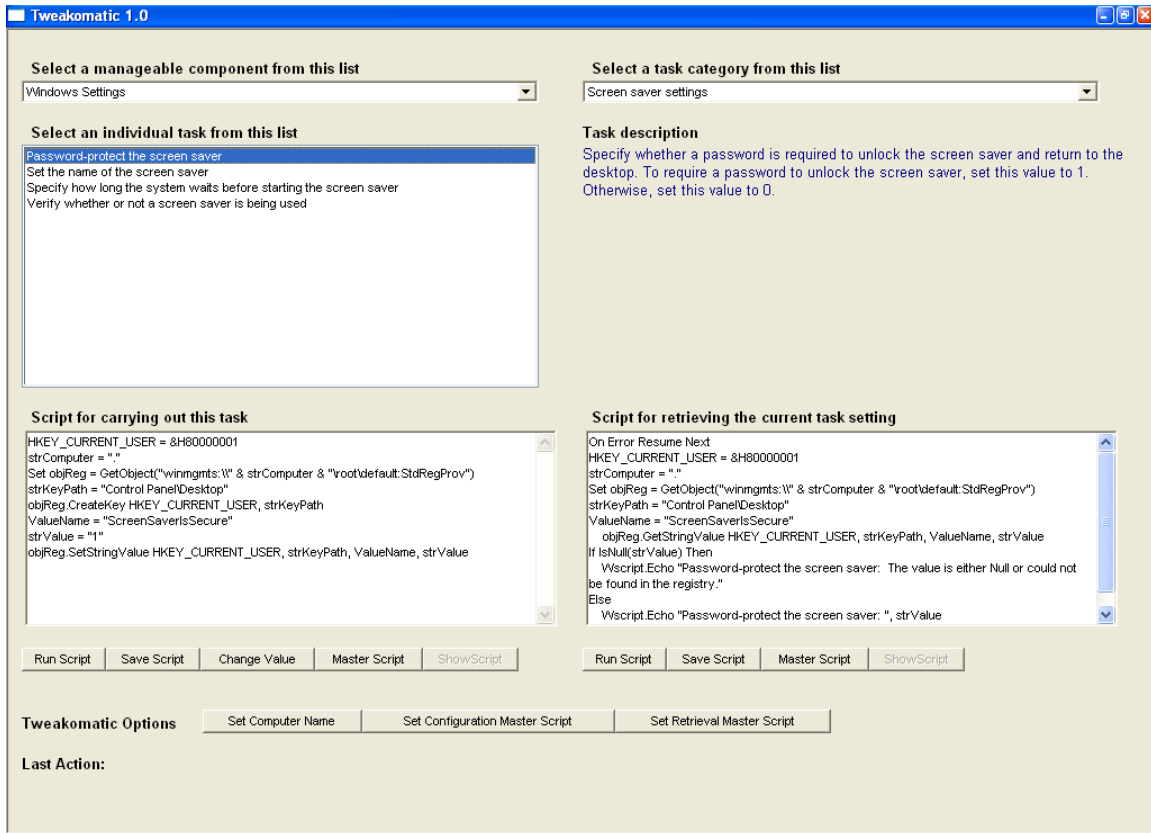 Tweakomatic 1.0
Select a manageable component from this list
Windows Settings
Select a task category from this list
Screen saver settings
Select an individual task from this list
Password-protect the screen saver
Set the name of the screen saver
Specify how long the system waits before starting the screen saver
Verify whether or not a screen saver is being used
Task description
Specify whether a password is required to unlock the screen saver and return to the
desktop. To require a password to unlock the screen saver, set this value to 1.
Otherwise, set this value to 0.
Script for carrying out this task
HKEY_CURRENT_USER = &H80000001
strComputer = "."
Set objReg = GetObject("winmgmts:\\" & strComputer & "\root\default:StdRegProv")
strKeyPath = "Control Panel\Desktop"
objReg.CreateKey HKEY_CURRENT_USER, strKeyPath
ValueName = "ScreenSaverIsSecure"
strValue = "1"
objReg.SetStringValue HKEY_CURRENT_USER, strKeyPath, ValueName, strValue
Run Script
Save Script
Change Value
Master Script
ShowScript
Script for retrieving the current task setting
On Error Resume Next
HKEY_CURRENT_USER = &H80000001
strComputer = "."
Set objReg = GetObject("winmgmts:\\" & strComputer & "\root\default:StdRegProv")
strKeyPath = "Control Panel\Desktop"
ValueName = "ScreenSaverIsSecure"
objReg.GetStringValue HKEY_CURRENT_USER, strKeyPath, ValueName, strValue
If IsNull(strValue) Then
Wscript.Echo "Password-protect the screen saver:  The value is either Null or could not
be found in the registry."
Else
Wscript.Echo "Password-protect the screen saver: ", strValue
Run Script
Save Script
Master Script
ShowScript
Tweakomatic Options
Set Computer Name
Set Configuration Master Script
Set Retrieval Master Script
Last Action: